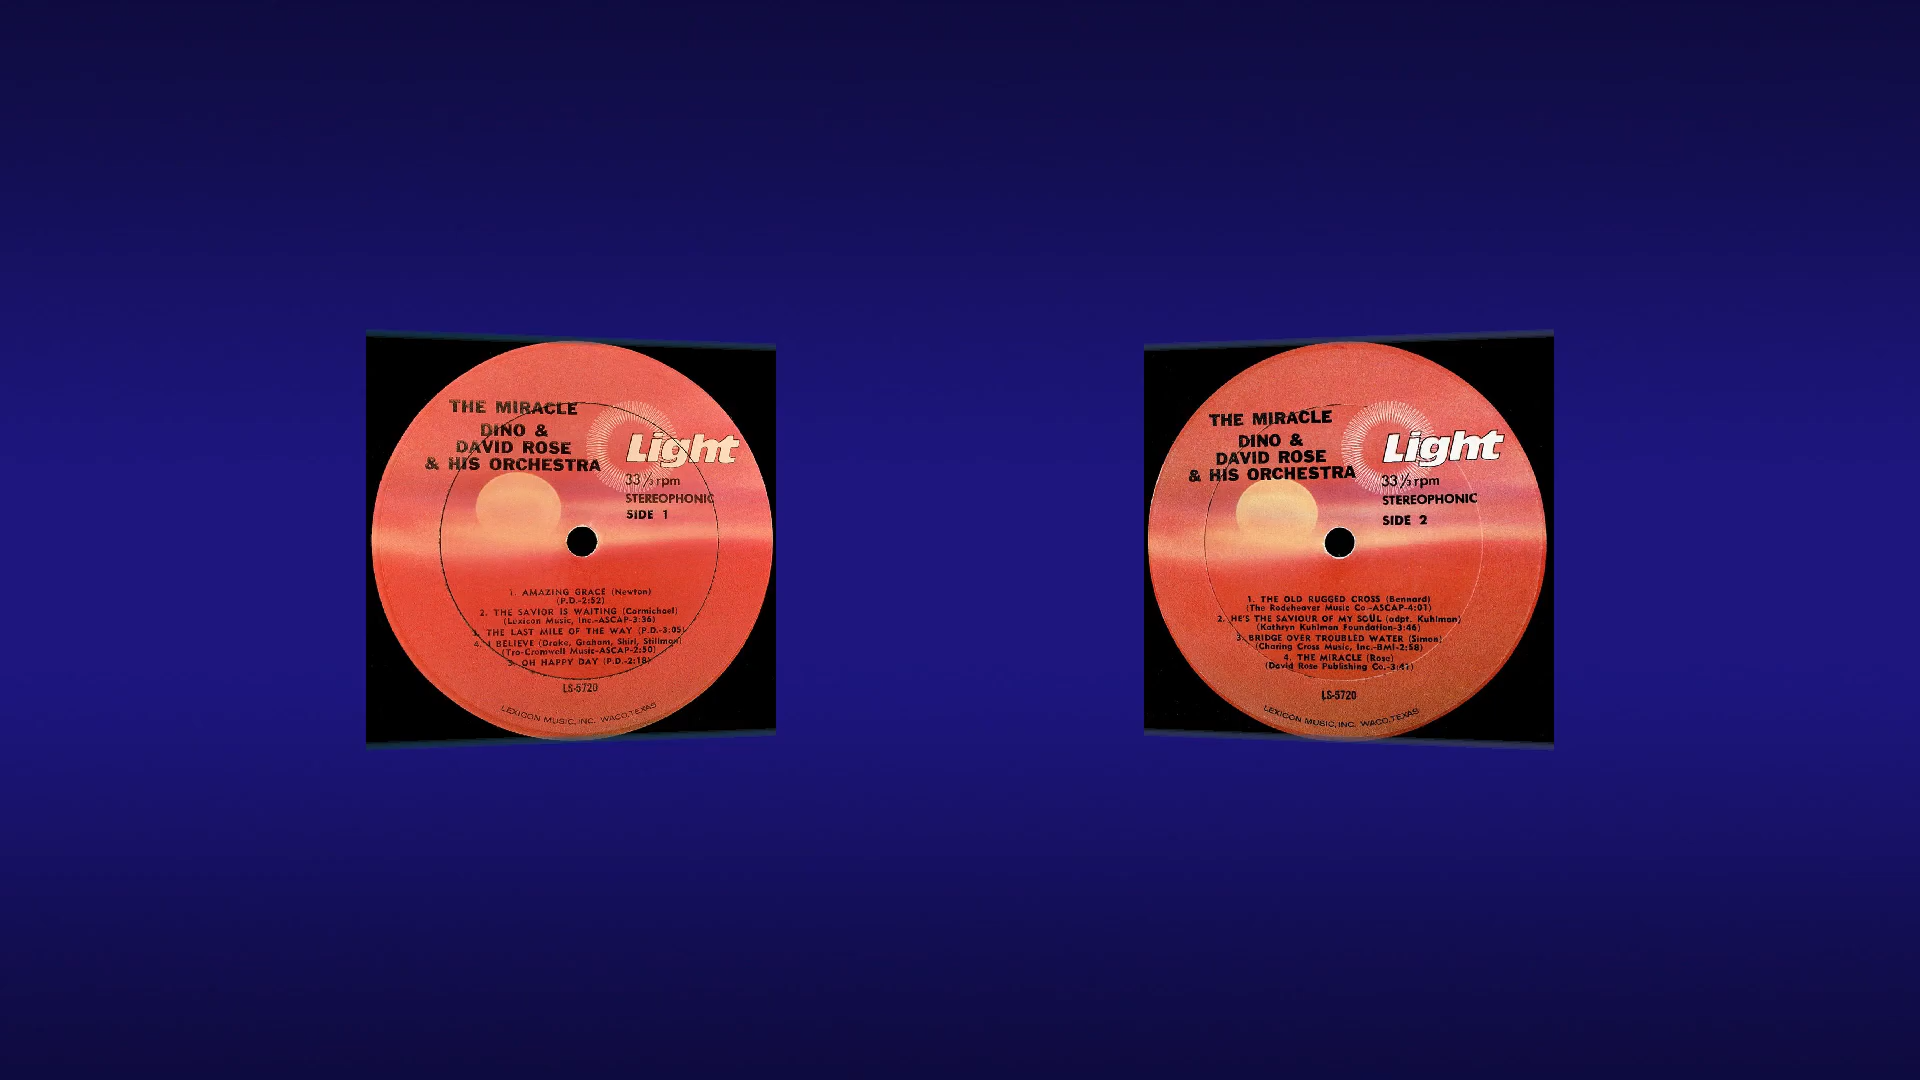 THE MIRACLE
DINO &
DAVID ROSE
& HIS ORCHESTRA
Light
33⅓ rpm
STEREOPHONIC
SIDE 1
1. AMAZING GRACE (Newton)
(P.D.-2:52)
2. THE SAVIOR IS WAITING (Carmichael)
(Lexicon Music, Inc.-ASCAP-3:36)
3. THE LAST MILE OF THE WAY (P.D.-3:05)
4. I BELIEVE (Drake, Graham, Shirl, Stillman)
(Tro-Cromwell Music-ASCAP-2:50)
5. OH HAPPY DAY (P.D.-2:18)
LS-5720
LEXICON MUSIC, INC. WACO, TEXAS
THE MIRACLE
DINO &
DAVID ROSE
& HIS ORCHESTRA
Light
33⅓ rpm
STEREOPHONIC
SIDE 2
1. THE OLD RUGGED CROSS (Bennard)
(The Rodeheaver Music Co.-ASCAP-4:01)
2. HE'S THE SAVIOUR OF MY SOUL (adpt. Kuhlman)
(Kathryn Kuhlman Foundation-3:46)
3. BRIDGE OVER TROUBLED WATER (Simon)
(Charing Cross Music, Inc.-BMI-2:58)
4. THE MIRACLE (Rose)
(David Rose Publishing Co.-3:41)
LS-5720
LEXICON MUSIC, INC. WACO, TEXAS